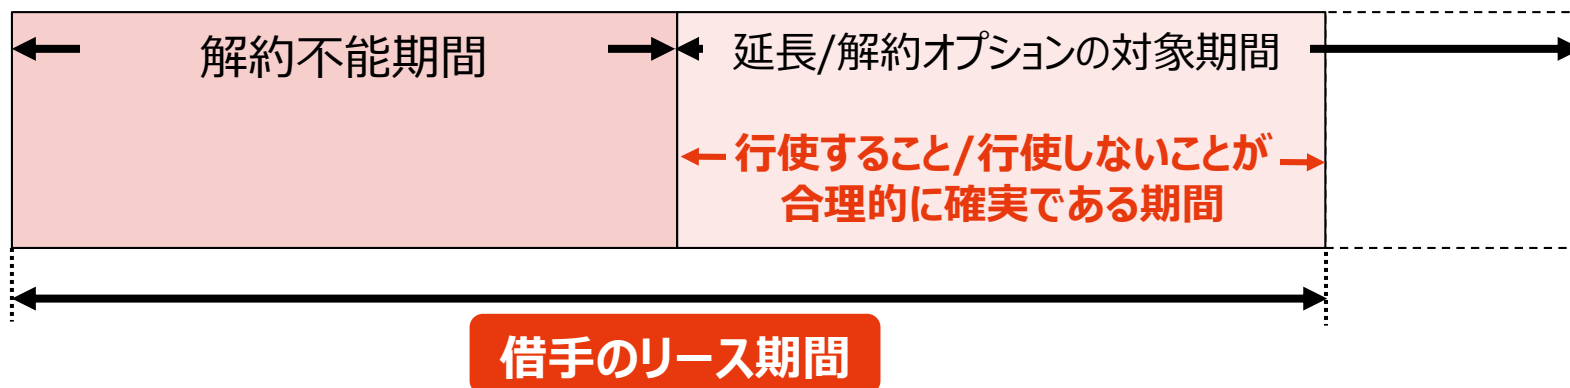 解約不能期間
延長/解約オプションの対象期間
行使すること/行使しないことが
合理的に確実である期間
借手のリース期間